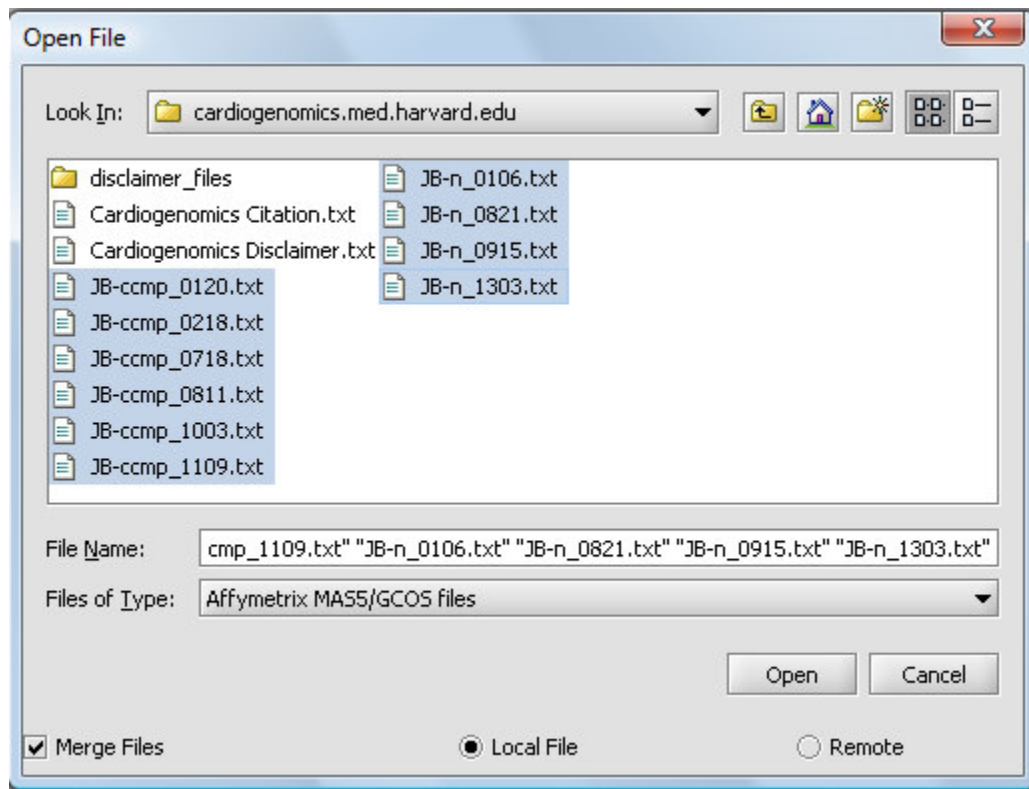 Open File
Look In: cardiogenomics.med.harvard.edu
disclaimer_files
Cardiogenomics Citation.txt
Cardiogenomics Disclaimer.txt
JB-ccmp_0120.txt
JB-ccmp_0218.txt
JB-ccmp_0718.txt
JB-ccmp_0811.txt
JB-ccmp_1003.txt
JB-ccmp_1109.txt
JB-n_0106.txt
JB-n_0821.txt
JB-n_0915.txt
JB-n_1303.txt
File Name: cmp_1109.txt" "JB-n_0106.txt" "JB-n_0821.txt" "JB-n_0915.txt" "JB-n_1303.txt"
Files of Type: Affymetrix MAS5/GCOS files
Open Cancel
Merge Files Local File Remote